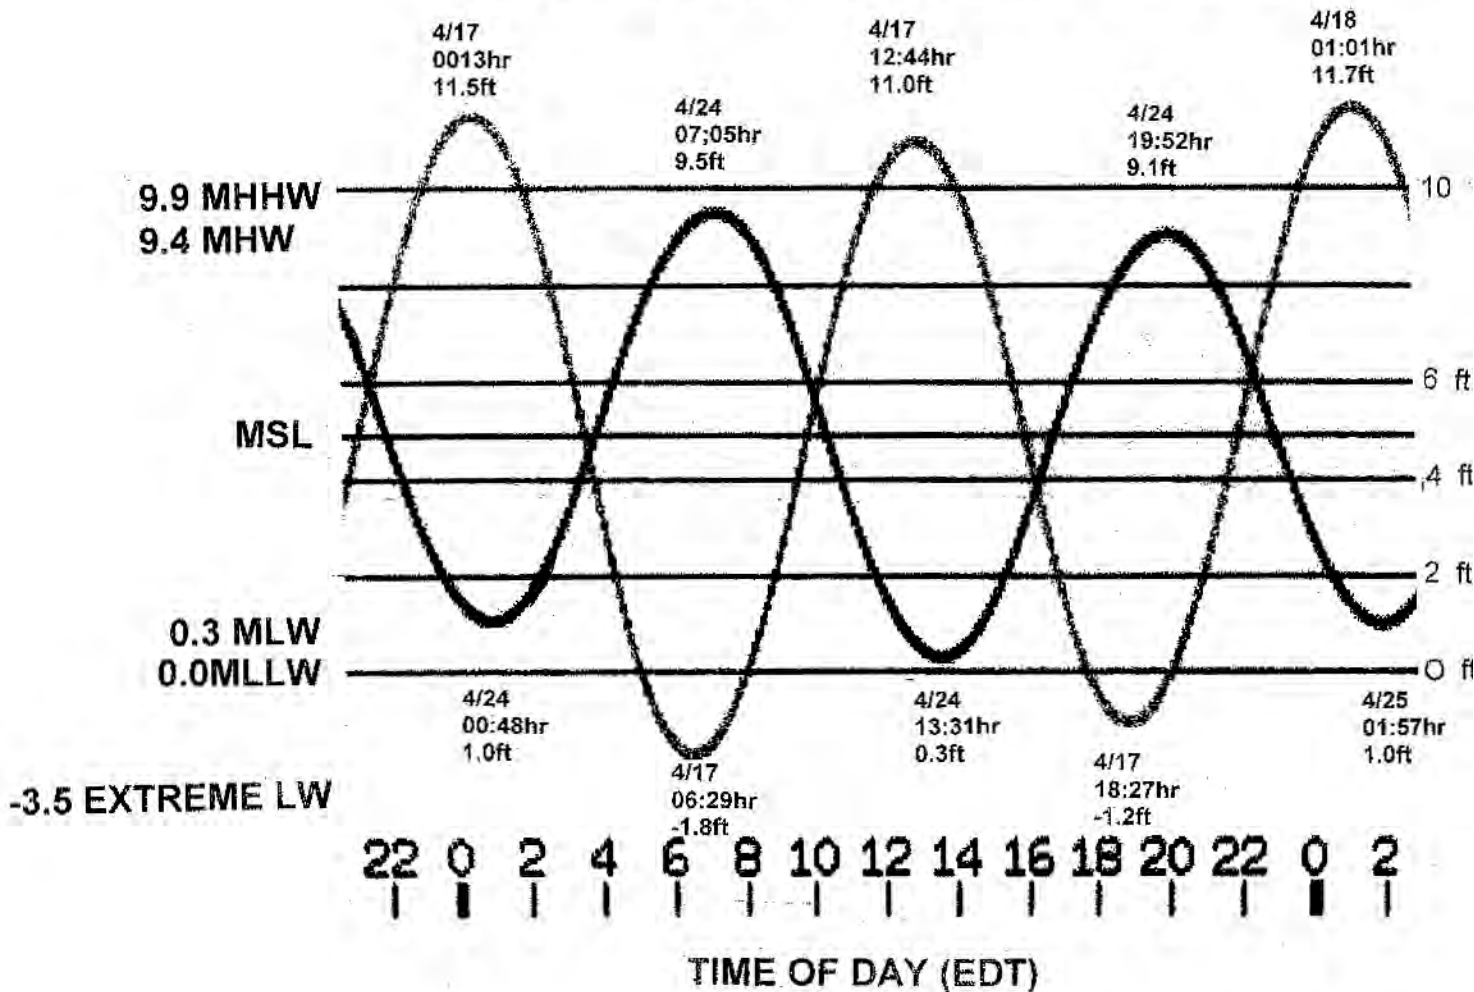 4/17
0013hr
11.5ft
4/24
07;05hr
9.5ft
4/17
12:44hr
11.0ft
4/24
19:52hr
9.1ft
4/18
01:01hr
11.7ft
9.9 MHHW
9.4 MHW
MSL
0.3 MLW
0.0MLLW
-3.5 EXTREME LW
10
6 ft
4 ft
2 ft
0 ft
4/24
00:48hr
1.0ft
4/17
06:29hr
-1.8ft
4/24
13:31hr
0.3ft
4/17
18:27hr
-1.2ft
4/25
01:57hr
1.0ft
22 0 2 4 6 8 10 12 14 16 18 20 22 0 2
TIME OF DAY (EDT)